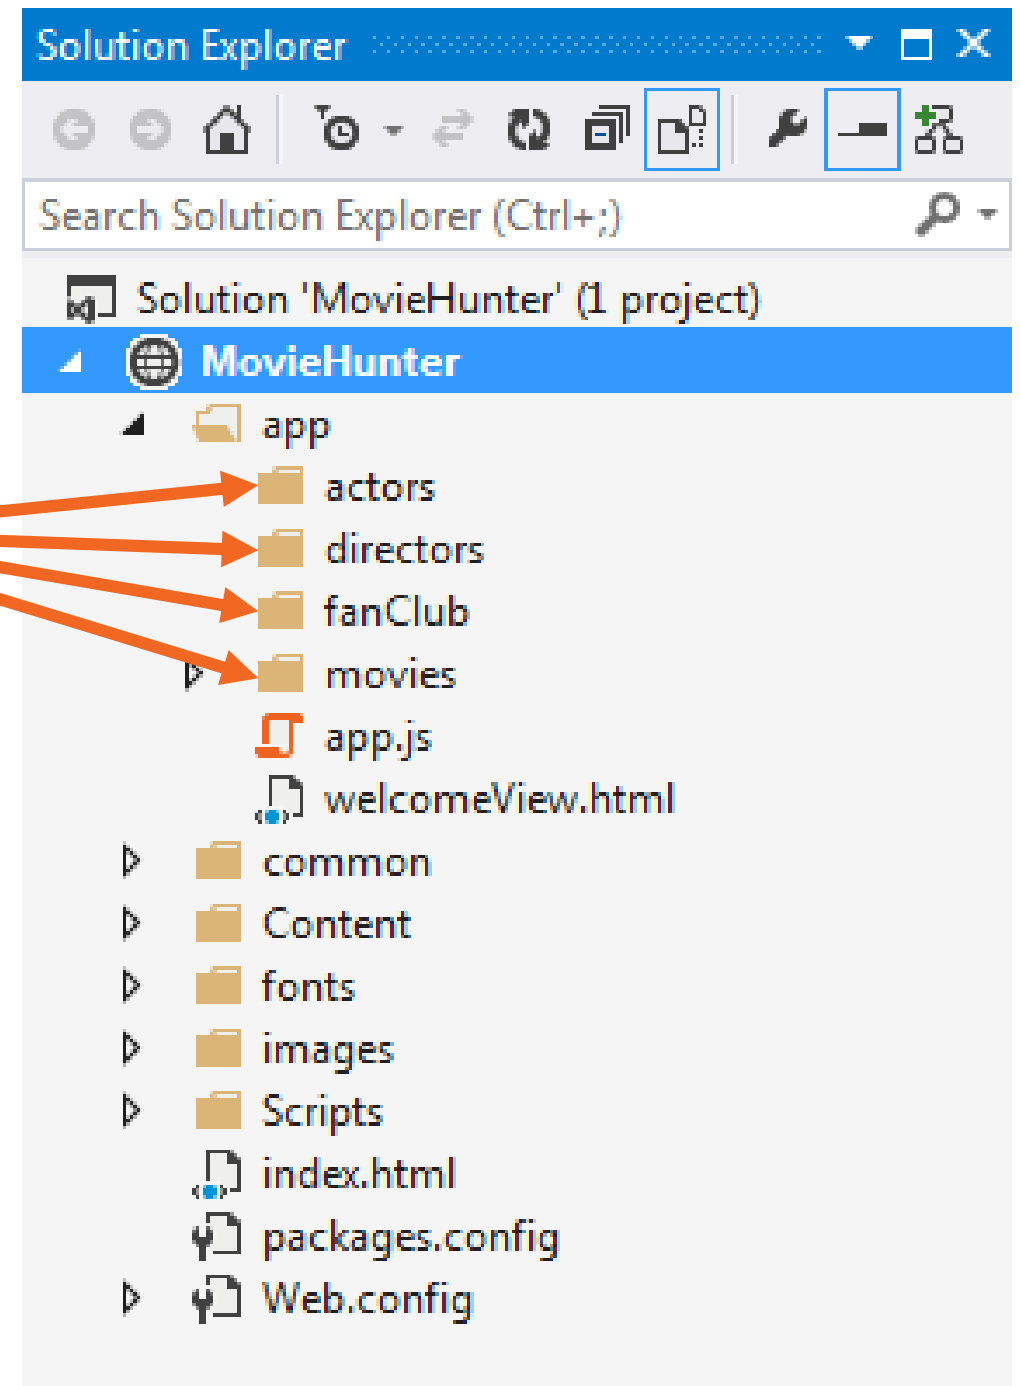 Solution Explorer
Search Solution Explorer (Ctrl+;)
Solution 'MovieHunter' (1 project)
MovieHunter
app
actors
directors
fanClub
movies
app.js
welcomeView.html
common
Content
fonts
images
Scripts
index.html
packages.config
Web.config